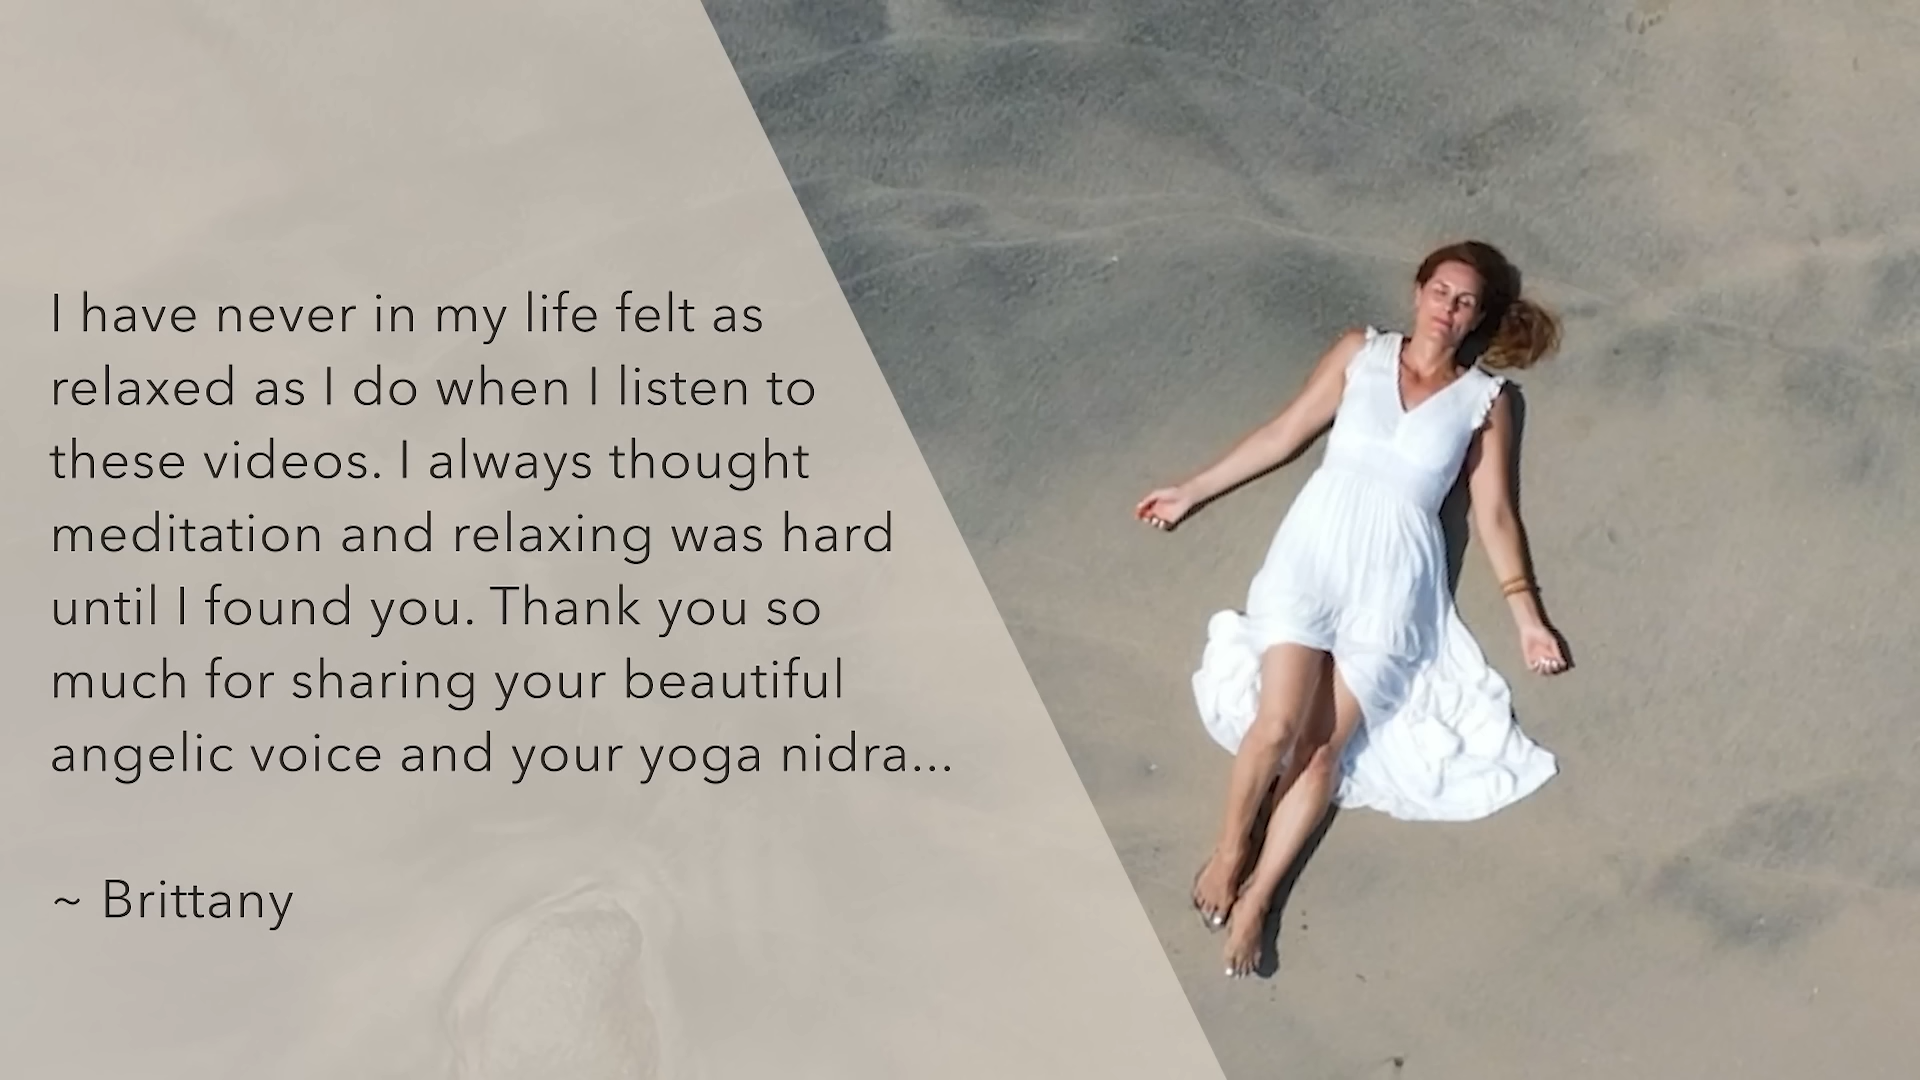 I have never in my life felt as
relaxed as I do when I listen to
these videos. I always thought
meditation and relaxing was hard
until I found you. Thank you so
much for sharing your beautiful
angelic voice and your yoga nidra...
~ Brittany